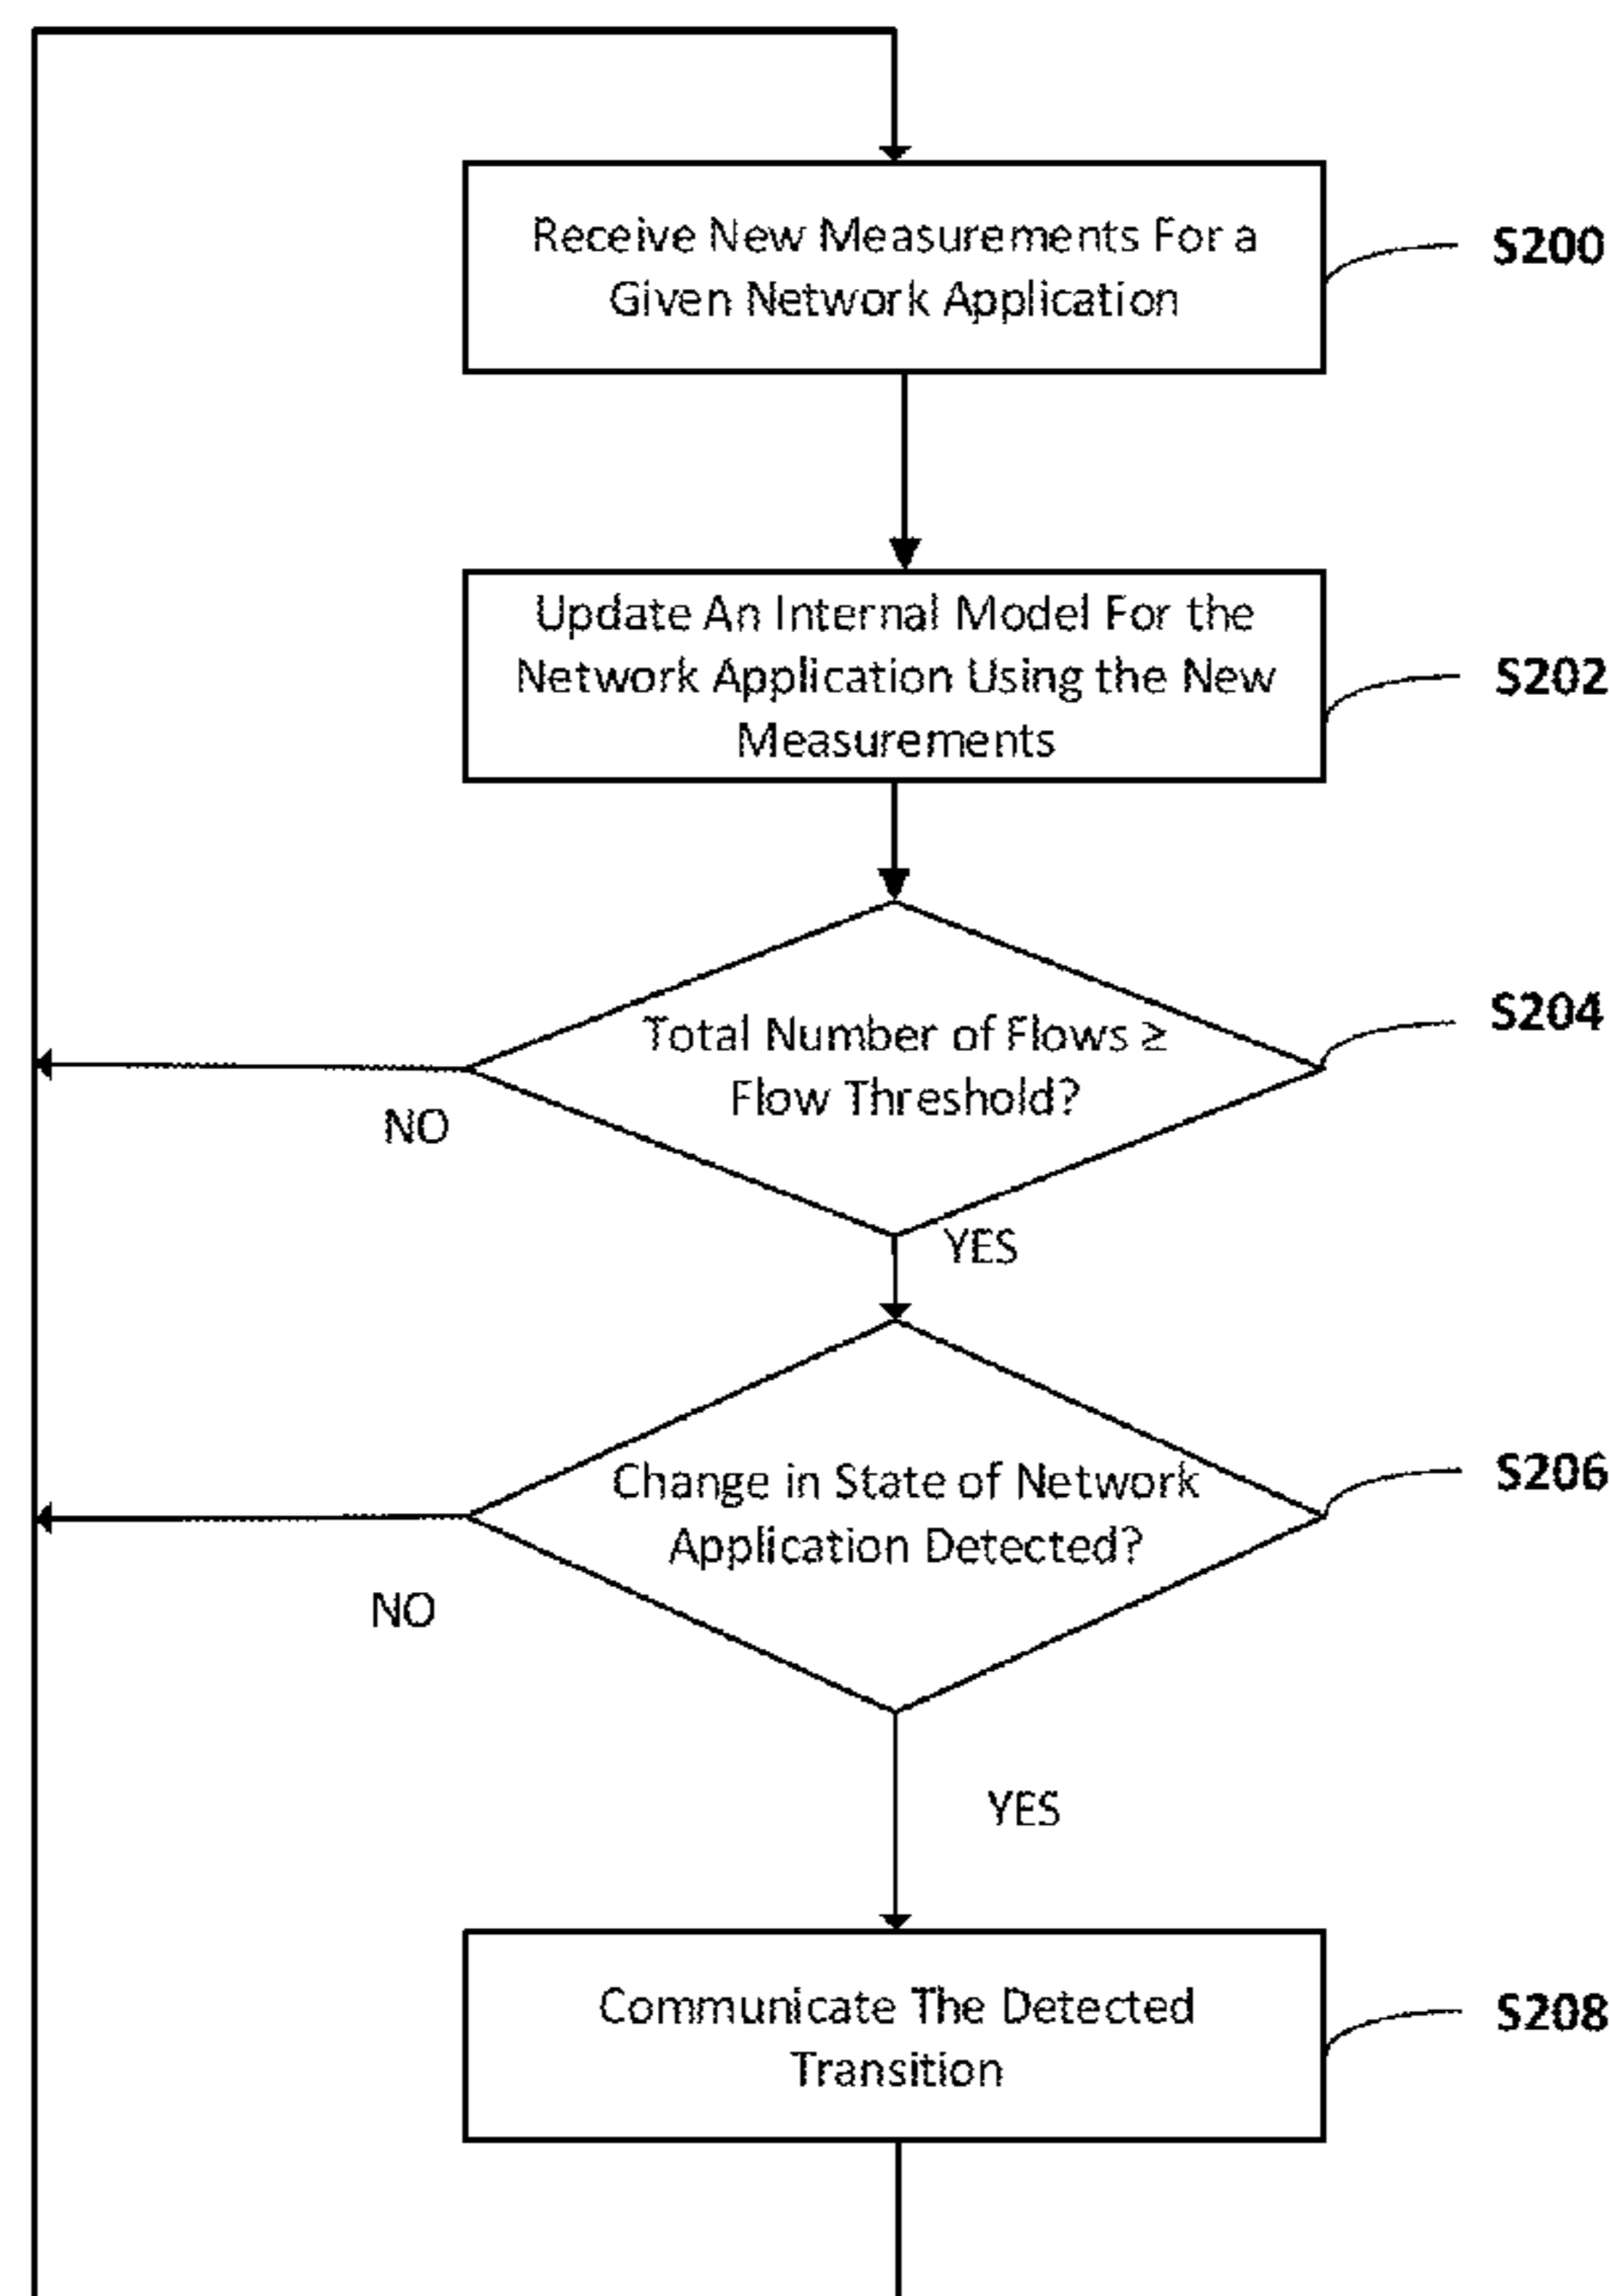 Receive New Measurements For a
Given Network Application
S200
Update An Internal Model For the
Network Application Using the New
Measurements
S202
Total Number of Flows ≥
Flow Threshold?
S204
NO
YES
Change in State of Network
Application Detected?
S206
NO
YES
Communicate The Detected
Transition
S208